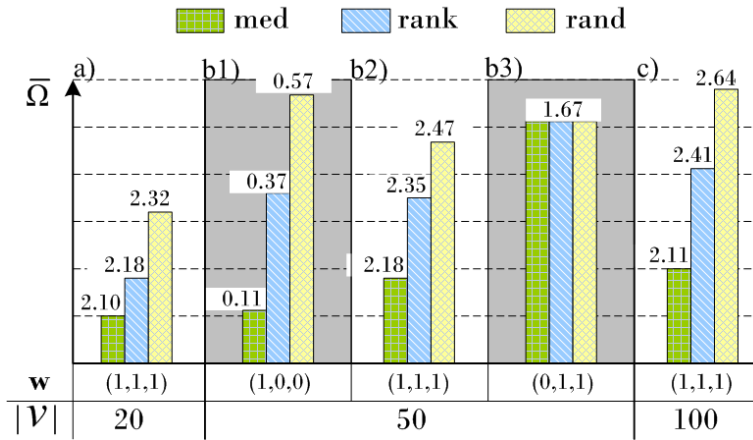 med rank rand
a) b1) b2) b3) c)
Ω̅
2.10 2.18 2.32
0.11 0.37 0.57
2.18 2.35 2.47
1.67
2.11 2.41 2.64
w (1,1,1) (1,0,0) (1,1,1) (0,1,1) (1,1,1)
|𝒱| 20 50 100